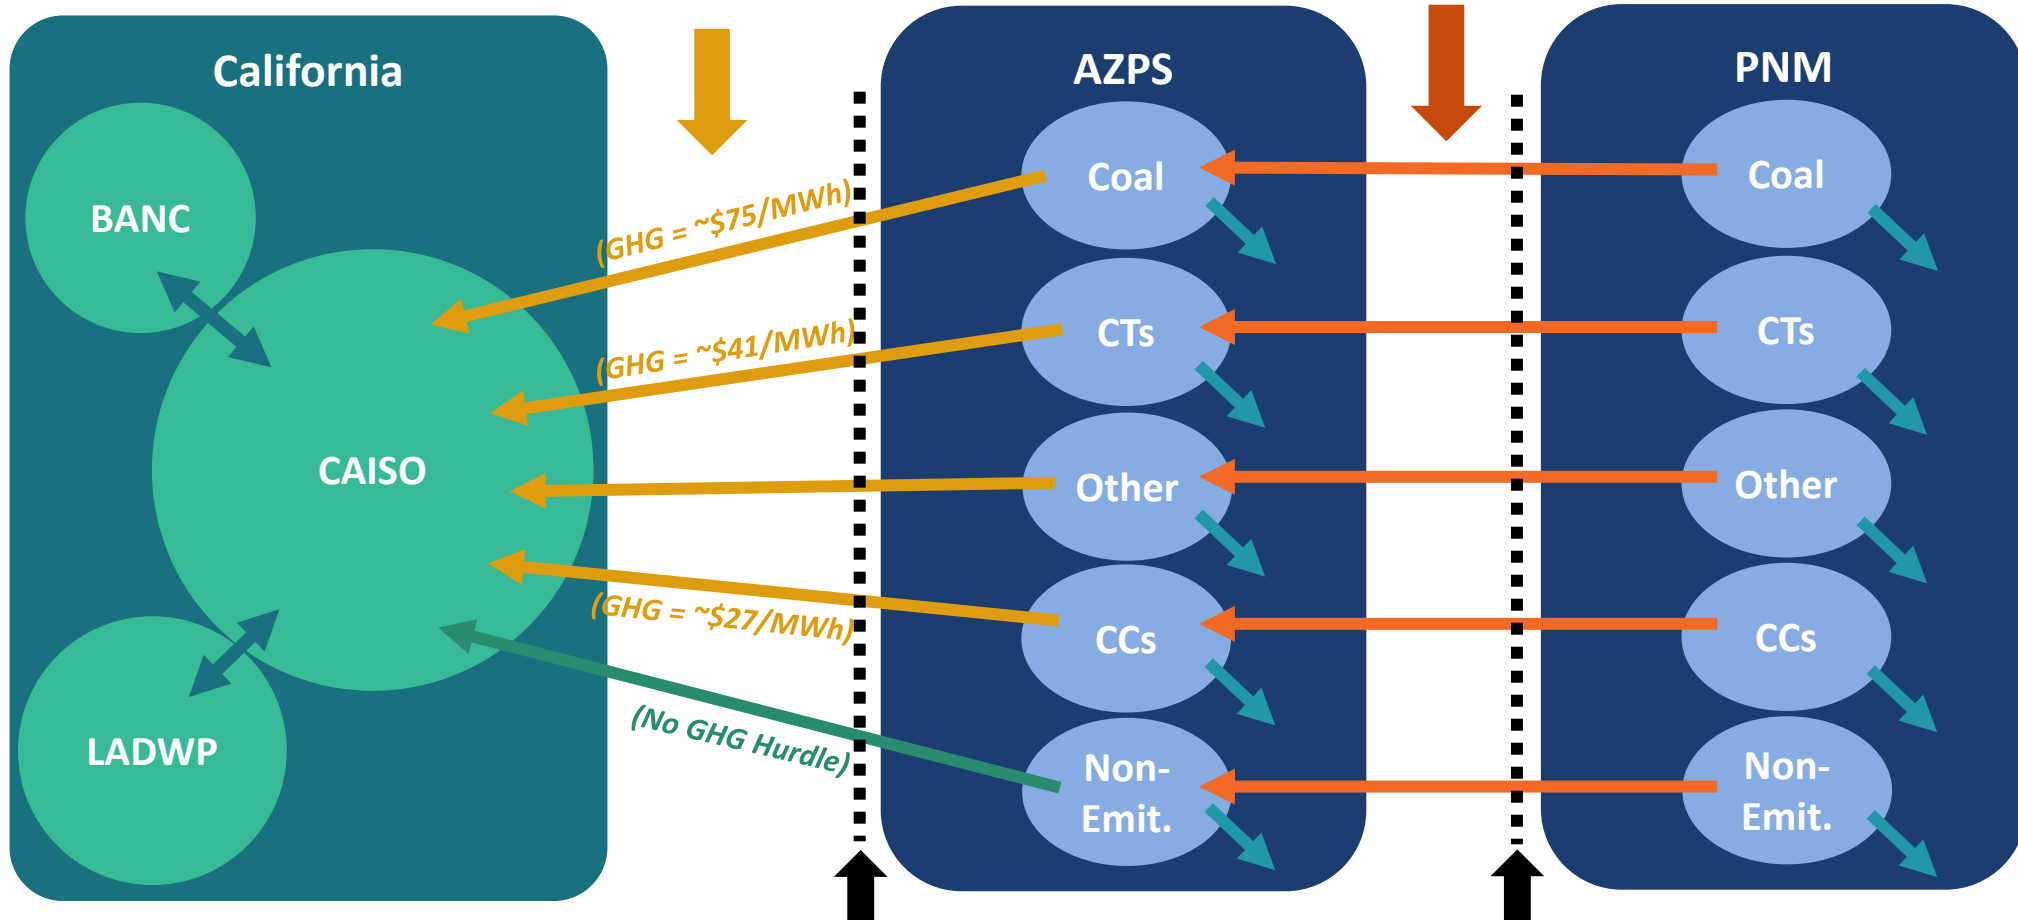 California
BANC
CAISO
LADWP
(GHG = ~$75/MWh)
(GHG = ~$41/MWh)
(GHG = ~$27/MWh)
(No GHG Hurdle)
AZPS
Coal
CTs
Other
CCs
Non-
Emit.
PNM
Coal
CTs
Other
CCs
Non-
Emit.